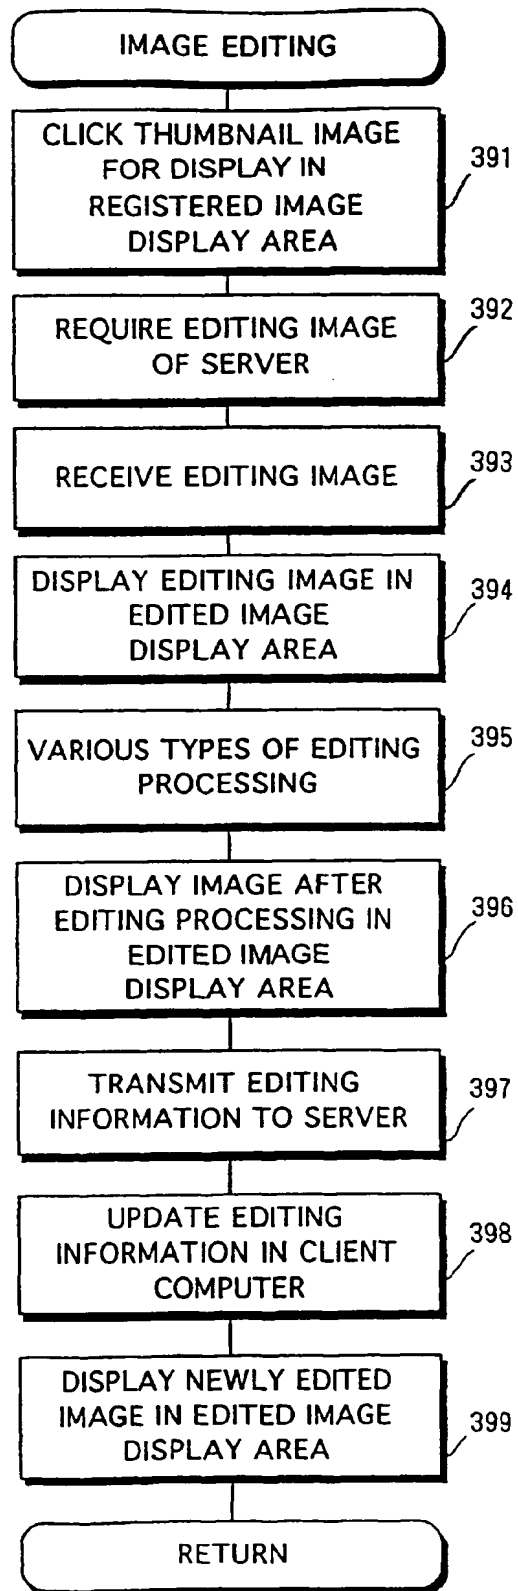 IMAGE EDITING
CLICK THUMBNAIL IMAGE
FOR DISPLAY IN
REGISTERED IMAGE
DISPLAY AREA
391
REQUIRE EDITING IMAGE
OF SERVER
392
RECEIVE EDITING IMAGE
393
DISPLAY EDITING IMAGE IN
EDITED IMAGE
DISPLAY AREA
394
VARIOUS TYPES OF EDITING
PROCESSING
395
DISPLAY IMAGE AFTER
EDITING PROCESSING IN
EDITED IMAGE
DISPLAY AREA
396
TRANSMIT EDITING
INFORMATION TO SERVER
397
UPDATE EDITING
INFORMATION IN CLIENT
COMPUTER
398
DISPLAY NEWLY EDITED
IMAGE IN EDITED IMAGE
DISPLAY AREA
399
RETURN